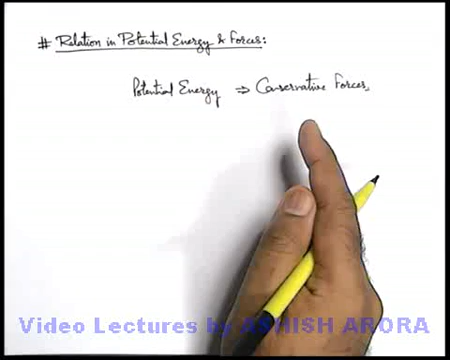 # Relation in Potential Energy & Forces:
Potential Energy ⇒ Conservative Forces,
Video Lectures by ASHISH ARORA